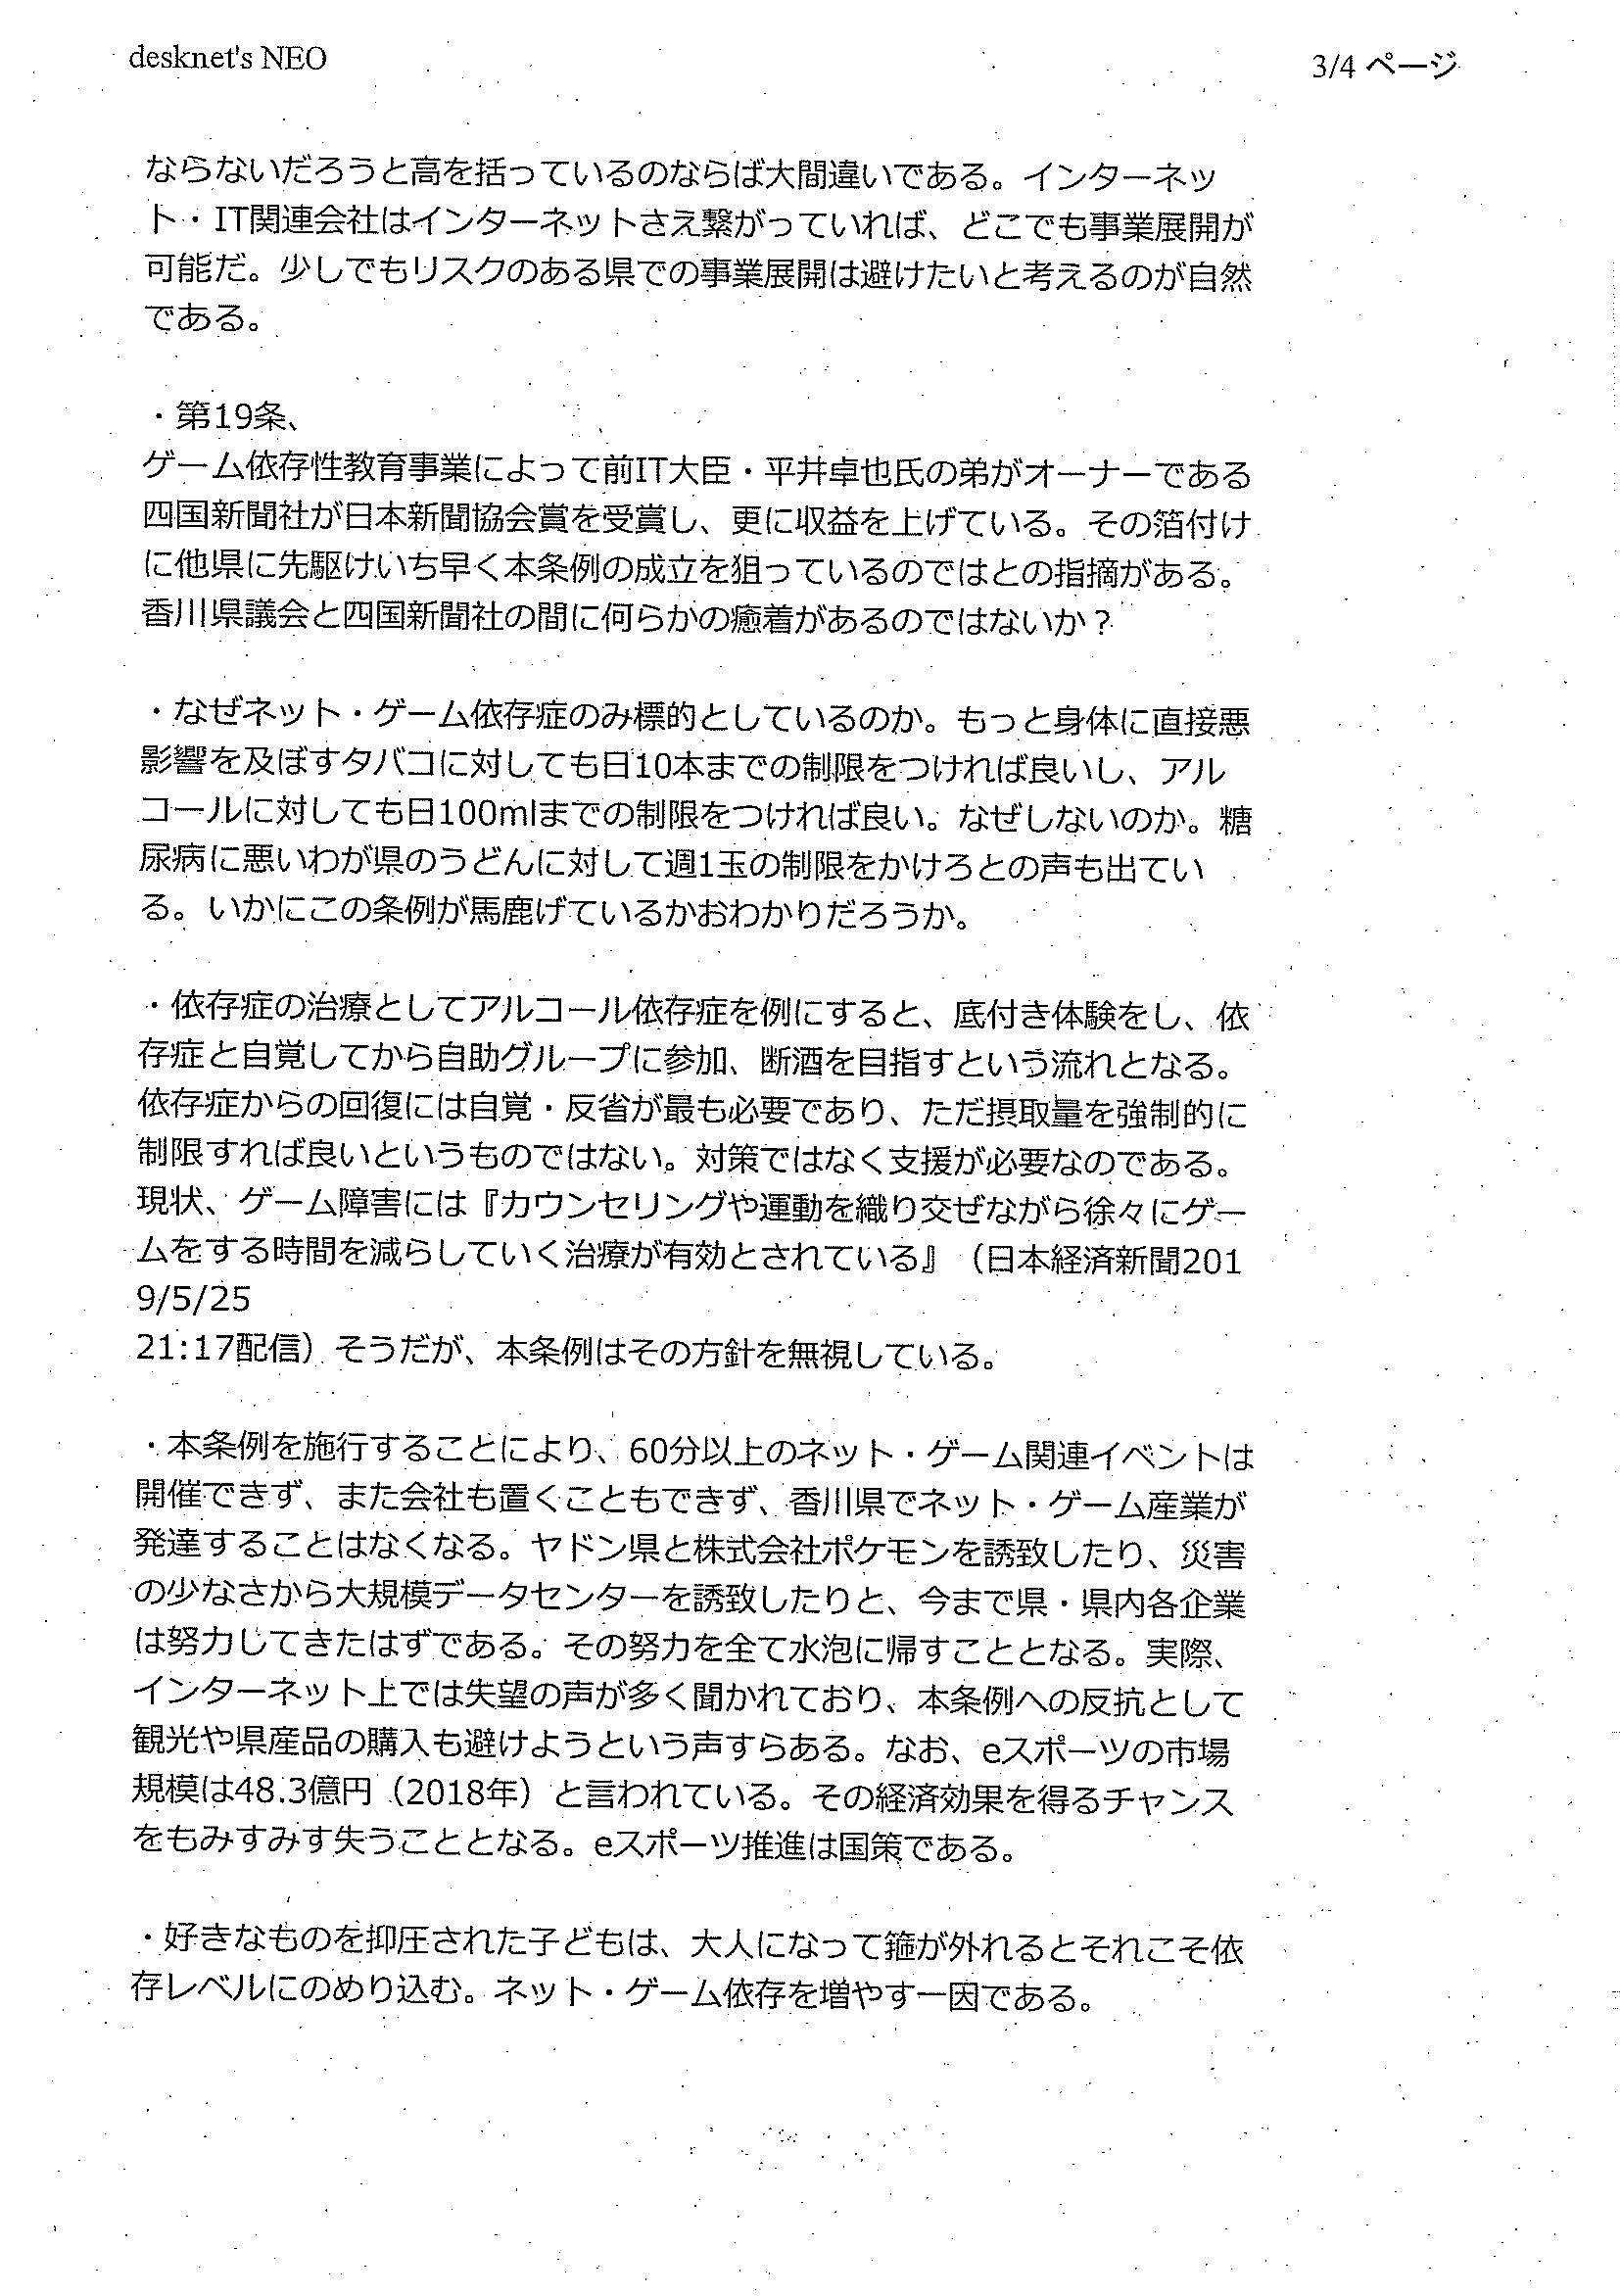 desknet's NEO
3/4 ページ
ならないだろうと高を括っているのならば大間違いである。インターネッ
ト・IT関連会社はインターネットさえ繋がっていれば、どこでも事業展開が
可能だ。少しでもリスクのある県での事業展開は避けたいと考えるのが自然
である。
・第19条、
ゲーム依存性教育事業によって前IT大臣・平井卓也氏の弟がオーナーである
四国新聞社が日本新聞協会賞を受賞し、更に収益を上げている。その箔付け
に他県に先駆けいち早く本条例の成立を狙っているのではとの指摘がある。
香川県議会と四国新聞社の間に何らかの癒着があるのではないか？
・なぜネット・ゲーム依存症のみ標的としているのか。もっと身体に直接悪
影響を及ぼすタバコに対しても日10本までの制限をつければ良いし、アル
コールに対しても日100mlまでの制限をつければ良い。なぜしないのか。糖
尿病に悪いわが県のうどんに対して週1玉の制限をかけろとの声も出てい
る。いかにこの条例が馬鹿げているかおわかりだろうか。
・依存症の治療としてアルコール依存症を例にすると、底付き体験をし、依
存症と自覚してから自助グループに参加、断酒を目指すという流れとなる。
依存症からの回復には自覚・反省が最も必要であり、ただ摂取量を強制的に
制限すれば良いというものではない。対策ではなく支援が必要なのである。
現状、ゲーム障害には『カウンセリングや運動を織り交ぜながら徐々にゲー
ムをする時間を減らしていく治療が有効とされている』（日本経済新聞201
9/5/25
21:17配信）そうだが、本条例はその方針を無視している。
・本条例を施行することにより、60分以上のネット・ゲーム関連イベントは
開催できず、また会社も置くこともできず、香川県でネット・ゲーム産業が
発達することはなくなる。ヤドン県と株式会社ポケモンを誘致したり、災害
の少なさから大規模データセンターを誘致したりと、今まで県・県内各企業
は努力してきたはずである。その努力を全て水泡に帰すこととなる。実際、
インターネット上では失望の声が多く聞かれており、本条例への反抗として
観光や県産品の購入も避けようという声すらある。なお、eスポーツの市場
規模は48.3億円（2018年）と言われている。その経済効果を得るチャンス
をもみすみす失うこととなる。eスポーツ推進は国策である。
・好きなものを抑圧された子どもは、大人になって箍が外れるとそれこそ依
存レベルにのめり込む。ネット・ゲーム依存を増やす一因である。